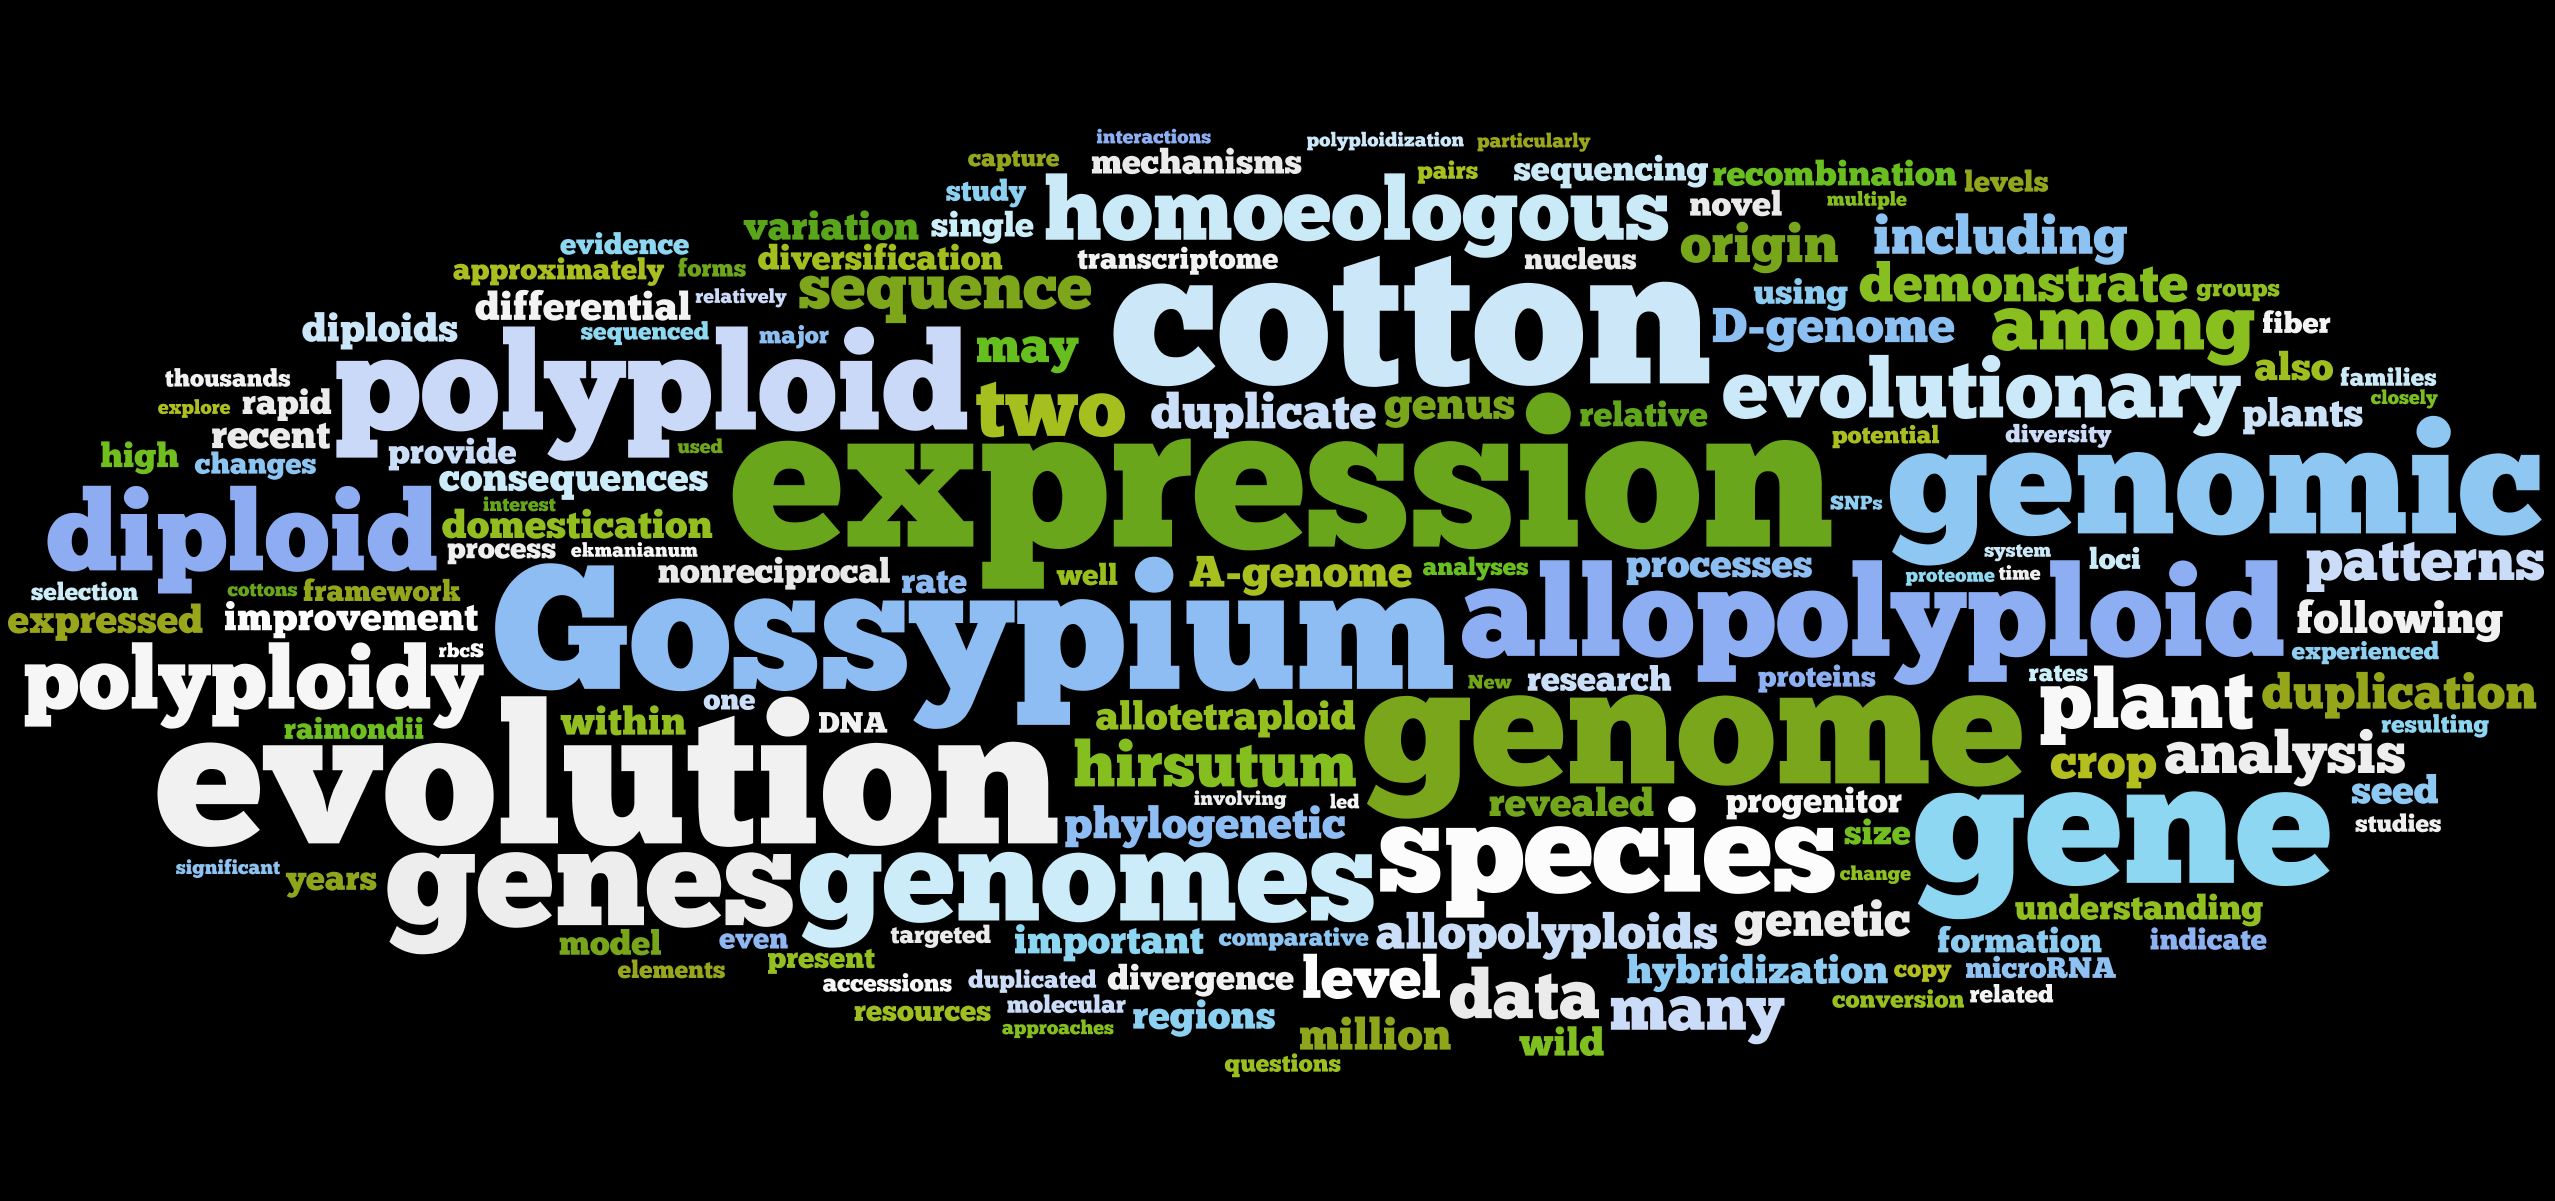 interactions
polyploidization
particularly
capture
mechanisms
pairs
sequencing
recombination
levels
study
homoeologous
novel
multiple
variation
single
origin
including
evidence
approximately
forms
diversification
transcriptome
nucleus
sequence
cotton
using
demonstrate
groups
differential
relatively
diploids
sequenced
major
may
D-genome
among
fiber
polyploid
thousands
explore
rapid
two
duplicate
genus
relative
evolutionary
also
families
closely
plants
recent
high
changes
provide
used
potential
diversity
consequences
expression
SNPs
genomic
diploid
interest
domestication
process
ekmanianum
nonreciprocal
rate
well
A-genome
analyses
processes
system
proteome
time
loci
patterns
selection
cottons
framework
Gossypium
allopolyploid
following
expressed
improvement
rbcS
experienced
polyploidy
New
research
proteins
rates
plant
duplication
raimondii
within
one
DNA
allotetraploid
genome
resulting
evolution
hirsutum
crop
analysis
involving
led
revealed
progenitor
seed
phylogenetic
species
size
gene
studies
significant
years
genes
genomes
change
understanding
model
even
targeted
important
comparative
allopolyploids
genetic
formation
indicate
elements
present
accessions
duplicated
divergence
level
data
hybridization
copy
microRNA
resources
molecular
approaches
regions
many
conversion
related
million
wild
questions